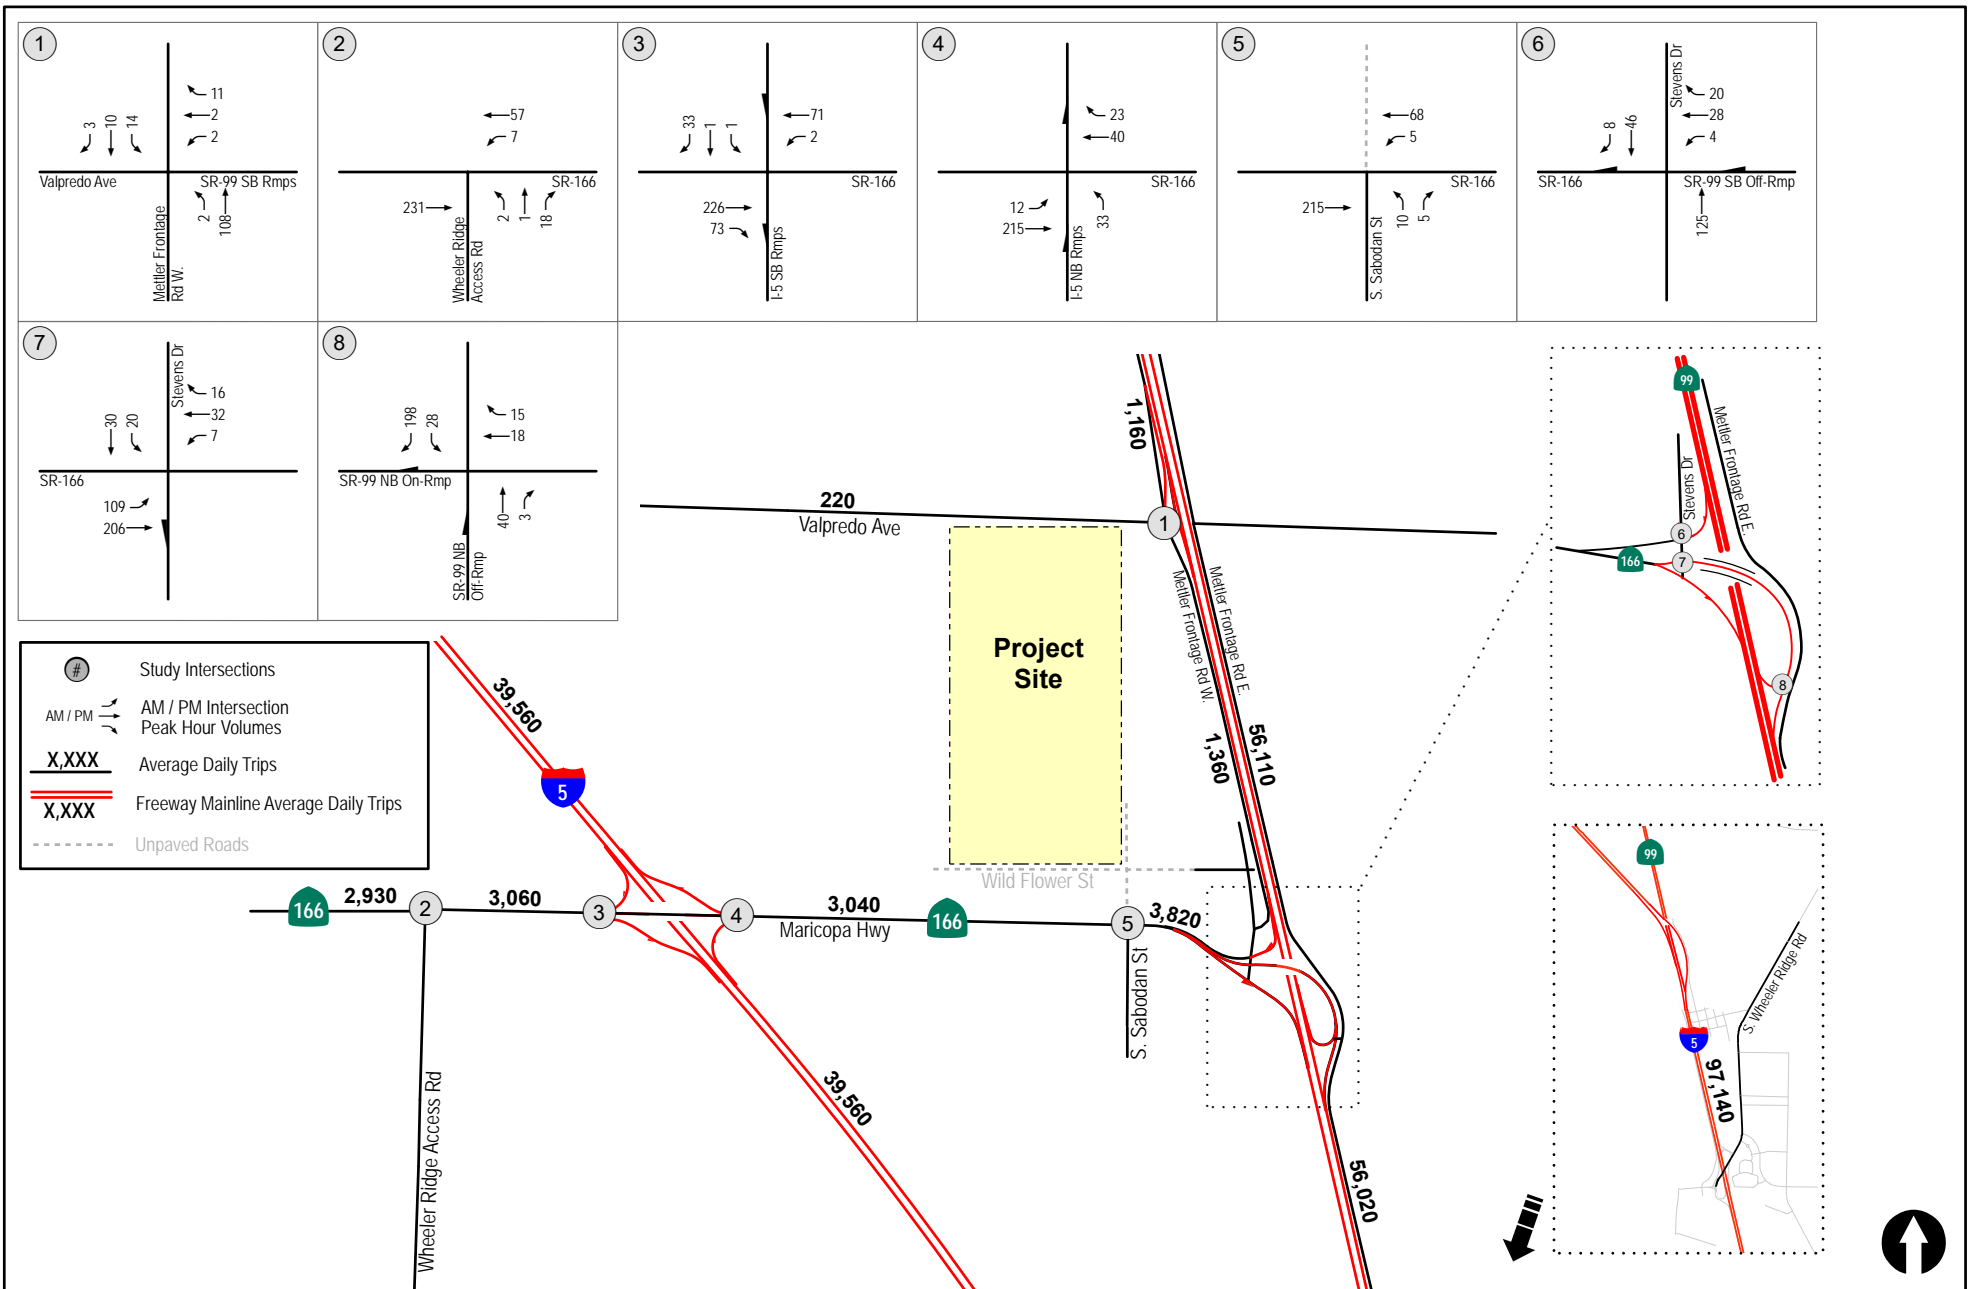 1
3
10
14
11
2
2
Valpredo Ave
SR-99 SB Rmps
Mettler Frontage
Rd W.
2
108
2
57
7
SR-166
231
Wheeler Ridge
Access Rd
2
1
18
3
33
1
1
71
2
SR-166
226
73
I-5 SB Rmps
4
23
40
SR-166
12
215
I-5 NB Rmps
33
5
68
5
SR-166
215
S. Sabodan St
10
5
6
8
46
Stevens Dr
20
28
4
SR-166
SR-99 SB Off-Rmp
125
7
30
20
Stevens Dr
16
32
7
SR-166
109
206
8
198
28
15
18
SR-99 NB On-Rmp
SR-99 NB
Off-Rmp
40
3
#
Study Intersections
AM / PM
AM / PM Intersection
Peak Hour Volumes
X,XXX
Average Daily Trips
X,XXX
Freeway Mainline Average Daily Trips
Unpaved Roads
1,160
220
Valpredo Ave
1
Project
Site
Mettler Frontage Rd W.
Mettler Frontage Rd E.
1,360
56,110
39,560
5
Wild Flower St
166
2,930
2
3,060
3
4
3,040
Maricopa Hwy
166
5
3,820
S. Sabodan St
Wheeler Ridge Access Rd
39,560
56,020
99
Mettler Frontage Rd E.
Stevens Dr
6
166
7
8
99
S. Wheeler Ridge Rd
5
97,140